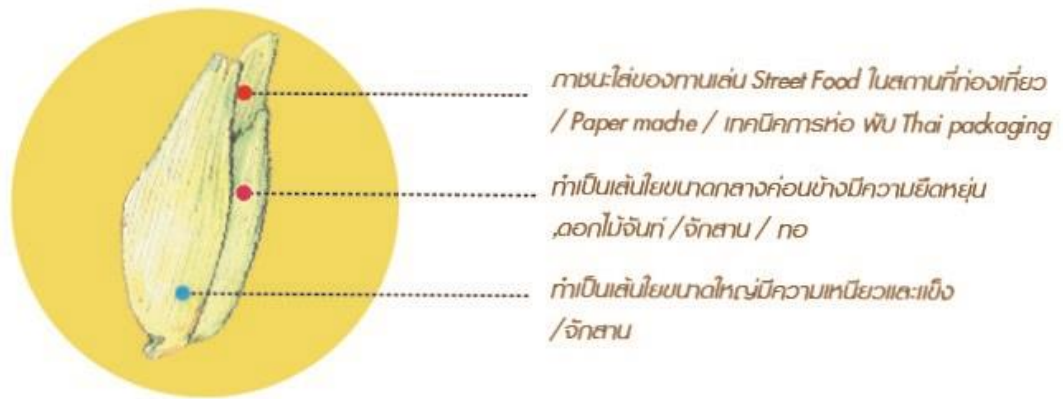 ภาชนะใส่ของทานเล่น Street Food ในสถานที่ท่องเที่ยว
/ Paper mache / เทคนิคการห่อ พับ Thai packaging
ทำเป็นเส้นใยขนาดกลางค่อนข้างมีความยืดหยุ่น
,ดอกไม้จันท์ /จักสาน / ทอ
ทำเป็นเส้นใยขนาดใหญ่มีความเหนียวและแข็ง
/จักสาน